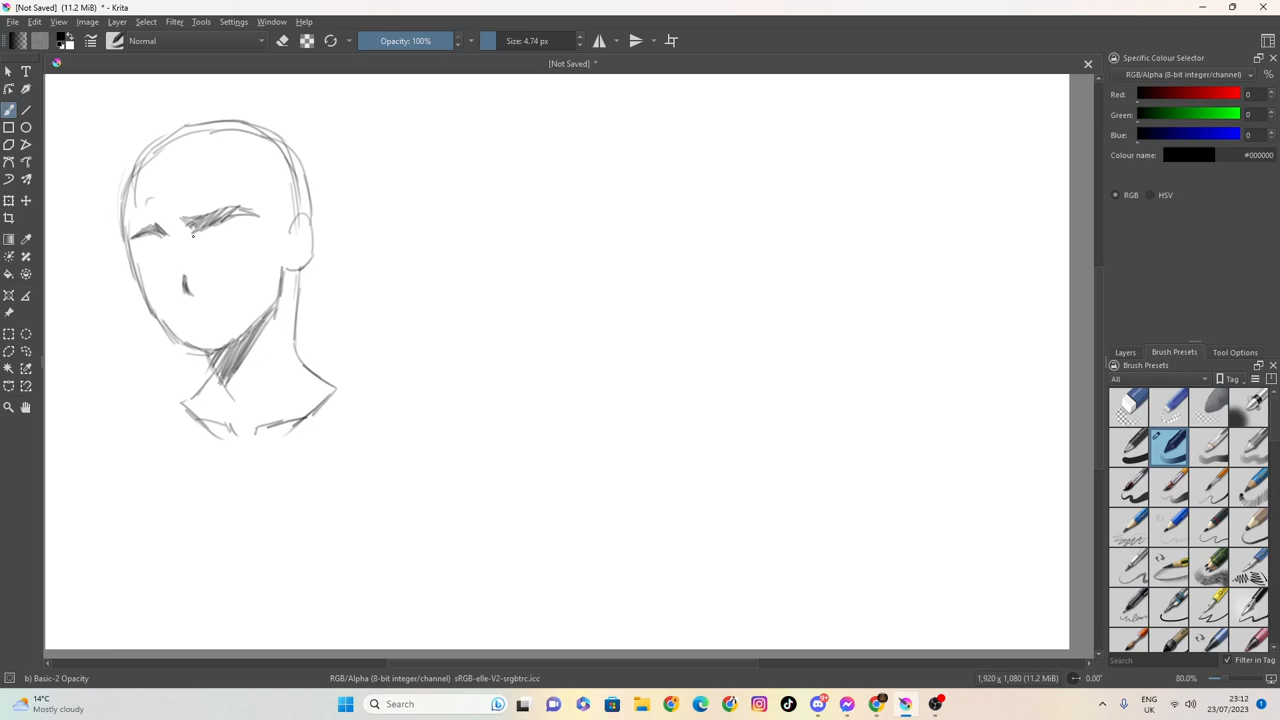 [Not Saved] (11.2 MiB) * - Krita
File Edit View Image Layer Select Filter Tools Settings Window Help
Normal Opacity: 100% Size: 4.74 px
[Not Saved] *
Specific Colour Selector
RGB/Alpha (8-bit integer/channel) %
Red: 0
Green: 0
Blue: 0
Colour name: #000000
RGB HSV
Layers Brush Presets Tool Options
Brush Presets
All Tag
Search Filter in Tag
b) Basic-2 Opacity RGB/Alpha (8-bit integer/channel) sRGB-elle-V2-srgbtrc.icc 1,920 x 1,080 (11.2 MiB) 0.00° 80.0%
14°C
Mostly cloudy
Search
ENG
UK
23:12
23/07/2023